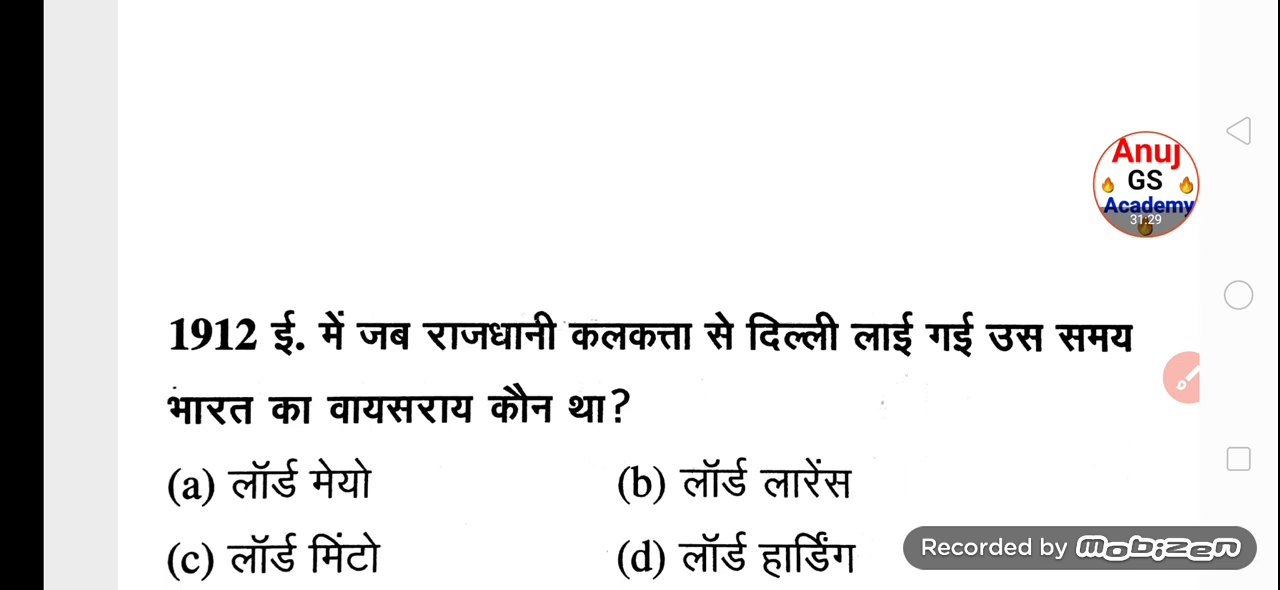 Anuj
GS
Academy
31:29
1912 ई. में जब राजधानी कलकत्ता से दिल्ली लाई गई उस समय
भारत का वायसराय कौन था?
(a) लॉर्ड मेयो (b) लॉर्ड लारेंस
(c) लॉर्ड मिंटो (d) लॉर्ड हार्डिंग
Recorded by mobizen